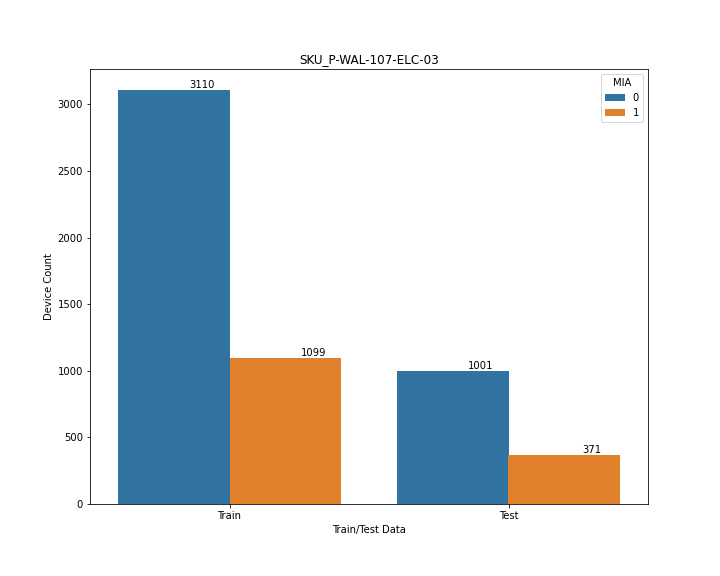 SKU_P-WAL-107-ELC-03
MIA
0
1
3110
1099
1001
371
3000
2500
2000
1500
1000
500
0
Device Count
Train
Test
Train/Test Data